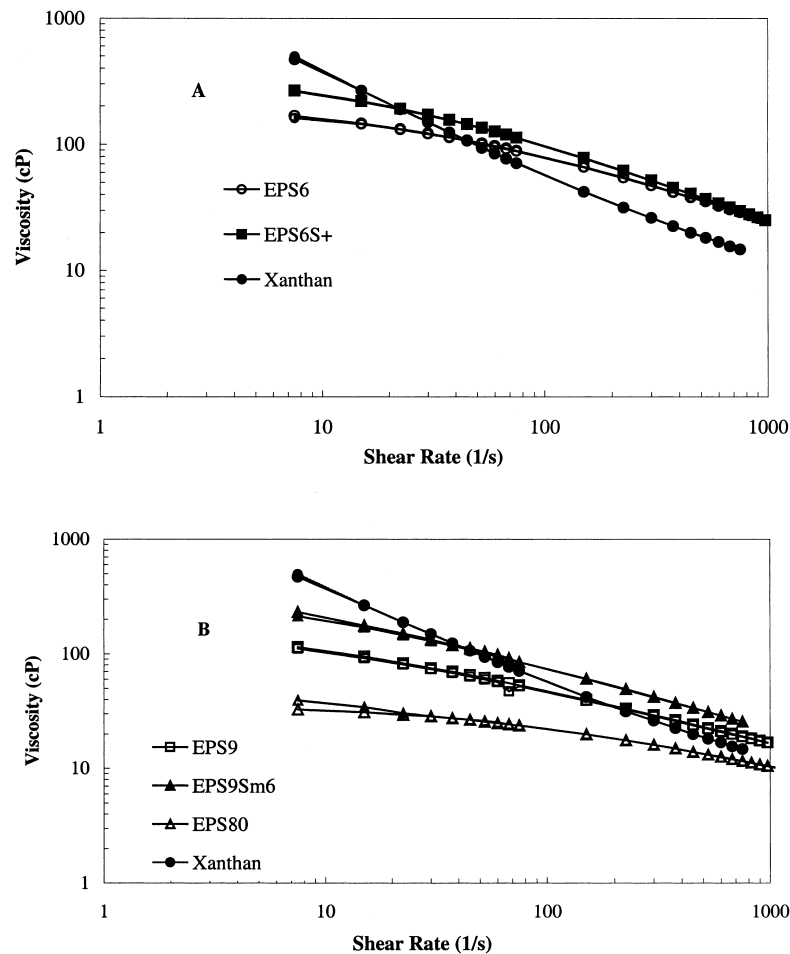 1000
A
100
Viscosity (cP)
EPS6
EPS6S+
10
Xanthan
1
1 10 100 1000
Shear Rate (1/s)
1000
B
100
Viscosity (cP)
EPS9
10
EPS9Sm6
EPS80
Xanthan
1
1 10 100 1000
Shear Rate (1/s)